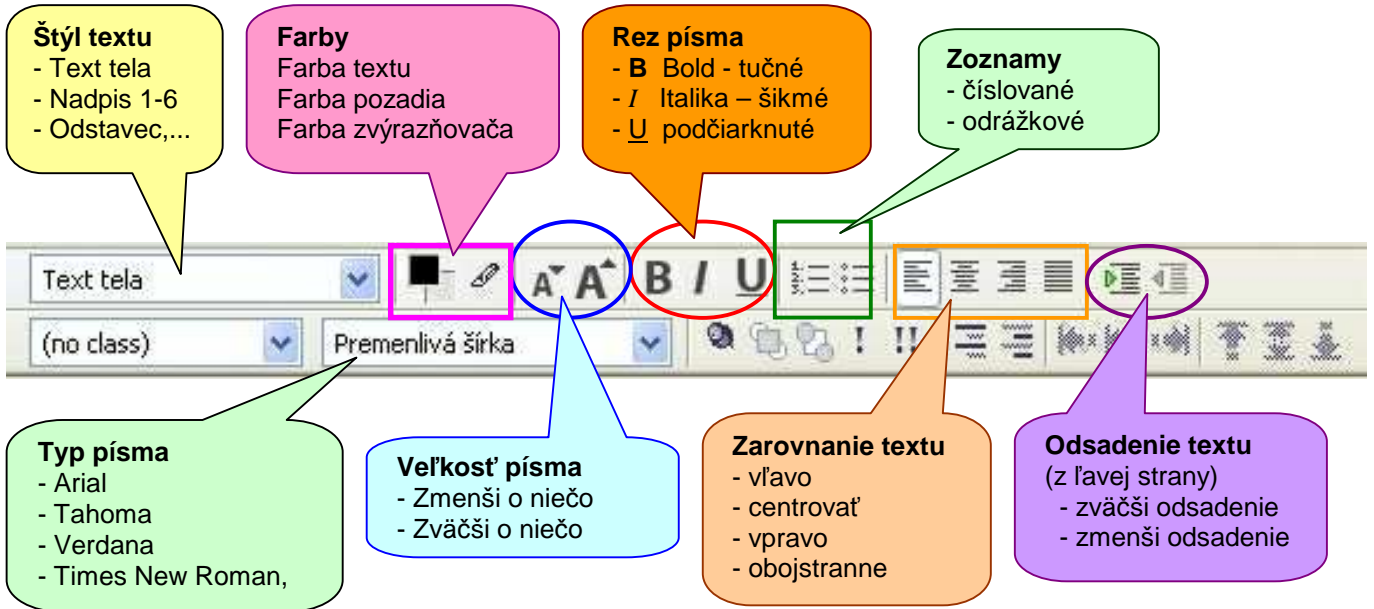 Štýl textu
- Text tela
- Nadpis 1-6
- Odstavec,...
Farby
Farba textu
Farba pozadia
Farba zvýrazňovača
Rez písma
- B Bold - tučné
- I Italika – šikmé
- U podčiarknuté
Zoznamy
- číslované
- odrážkové
Text tela
A A B I U
(no class)
Premenlivá šírka
! !!
Typ písma
- Arial
- Tahoma
- Verdana
- Times New Roman,
Veľkosť písma
- Zmenši o niečo
- Zväčši o niečo
Zarovnanie textu
- vľavo
- centrovať
- vpravo
- obojstranne
Odsadenie textu
(z ľavej strany)
- zväčši odsadenie
- zmenši odsadenie